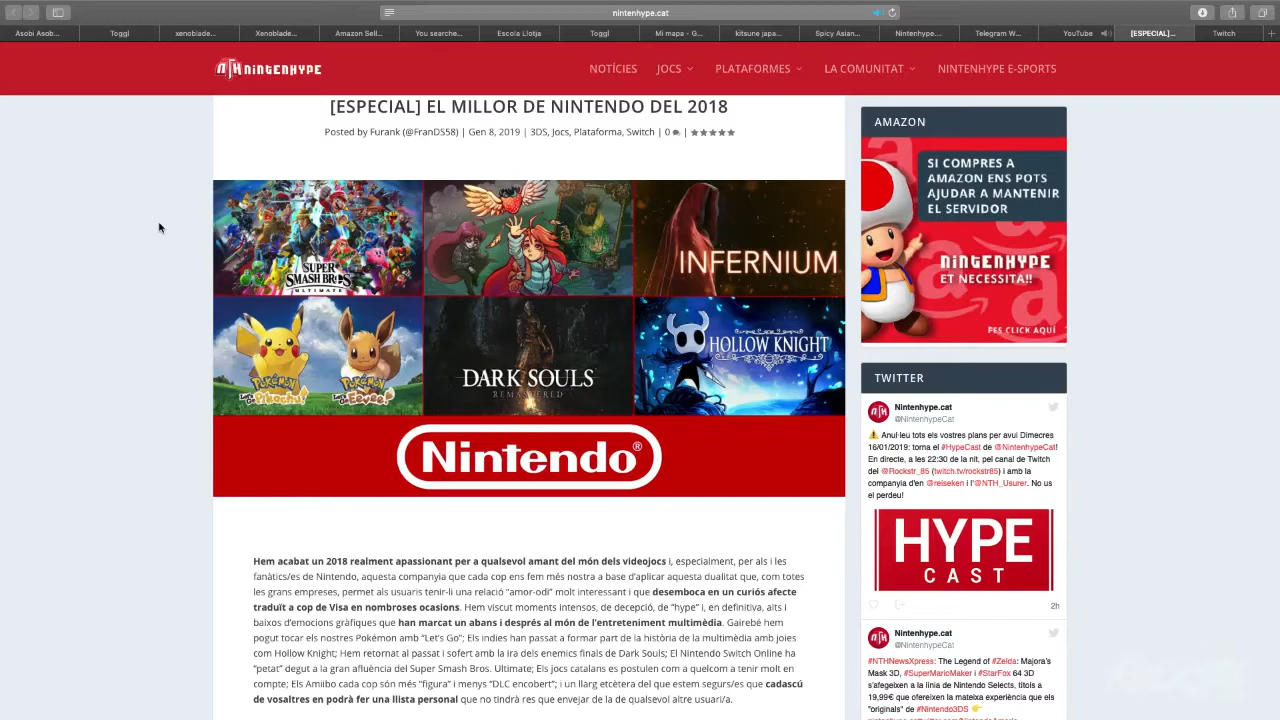 nintenhype.cat
Asobi Asob...
Toggl
xenoblade...
Xenoblade...
Amazon Sell...
You searche...
Escola Llotja
Toggl
Mi mapa - G...
kitsune japa...
Spicy Asian...
Nintenhype....
Telegram W...
YouTube
[ESPECIAL]...
Twitch
NTH NINTENHYPE
NOTÍCIES
JOCS
PLATAFORMES
LA COMUNITAT
NINTENHYPE E-SPORTS
[ESPECIAL] EL MILLOR DE NINTENDO DEL 2018
Posted by Furank (@FranDS58) | Gen 8, 2019 | 3DS, Jocs, Plataforma, Switch | 0 | ★★★★★
SUPER
SMASH BROS.
ULTIMATE
INFERNIUM
POKÉMON
Let's Go, Pikachu!
POKÉMON
Let's Go, Eevee!
DARK SOULS
REMASTERED
HOLLOW KNIGHT
Nintendo®
Hem acabat un 2018 realment apassionant per a qualsevol amant del món dels videojocs i, especialment, per als i les
fanàtics/es de Nintendo, aquesta companyia que cada cop ens fem més nostra a base d'aplicar aquesta dualitat que, com totes
les grans empreses, permet als usuaris tenir-li una relació "amor-odi" molt interessant i que desemboca en un curiós afecte
traduït a cop de Visa en nombroses ocasions. Hem viscut moments intensos, de decepció, de "hype" i, en definitiva, alts i
baixos d'emocions gràfiques que han marcat un abans i després al món de l'entreteniment multimèdia. Gairebé hem
pogut tocar els nostres Pokémon amb "Let's Go"; Els indies han passat a formar part de la història de la multimèdia amb joies
com Hollow Knight; Hem retornat al passat i sofert amb la ira dels enemics finals de Dark Souls; El Nintendo Switch Online ha
"petat" degut a la gran afluència del Super Smash Bros. Ultimate; Els jocs catalans es postulen com a quelcom a tenir molt en
compte; Els Amiibo cada cop són més "figura" i menys "DLC encobert"; i un llarg etcètera del que estem segurs/es que cadascú
de vosaltres en podrà fer una llista personal que no tindrà res que envejar de la de qualsevol altre usuari/a.
AMAZON
SI COMPRES A
AMAZON ENS POTS
AJUDAR A MANTENIR
EL SERVIDOR
NINTENHYPE
ET NECESSITA!!
FES CLICK AQUÍ
TWITTER
Nintenhype.cat
@NintenhypeCat
⚠️ Anul·leu tots els vostres plans per avui Dimecres
16/01/2019: torna el #HypeCast de @NintenhypeCat!
En directe, a les 22:30 de la nit, pel canal de Twitch
del @Rockstr_85 (twitch.tv/rockstr85) i amb la
companyia d'en @reiseken i l'@NTH_Usurer. No us
el perdeu!
HYPE
CAST
2h
Nintenhype.cat
@NintenhypeCat
#NTHNewsXpress: The Legend of #Zelda: Majora's
Mask 3D, #SuperMarioMaker i #StarFox 64 3D
s'afegeixen a la línia de Nintendo Selects, títols a
19,99€ que ofereixen la mateixa experiència que els
"originals" de #Nintendo3DS 👉